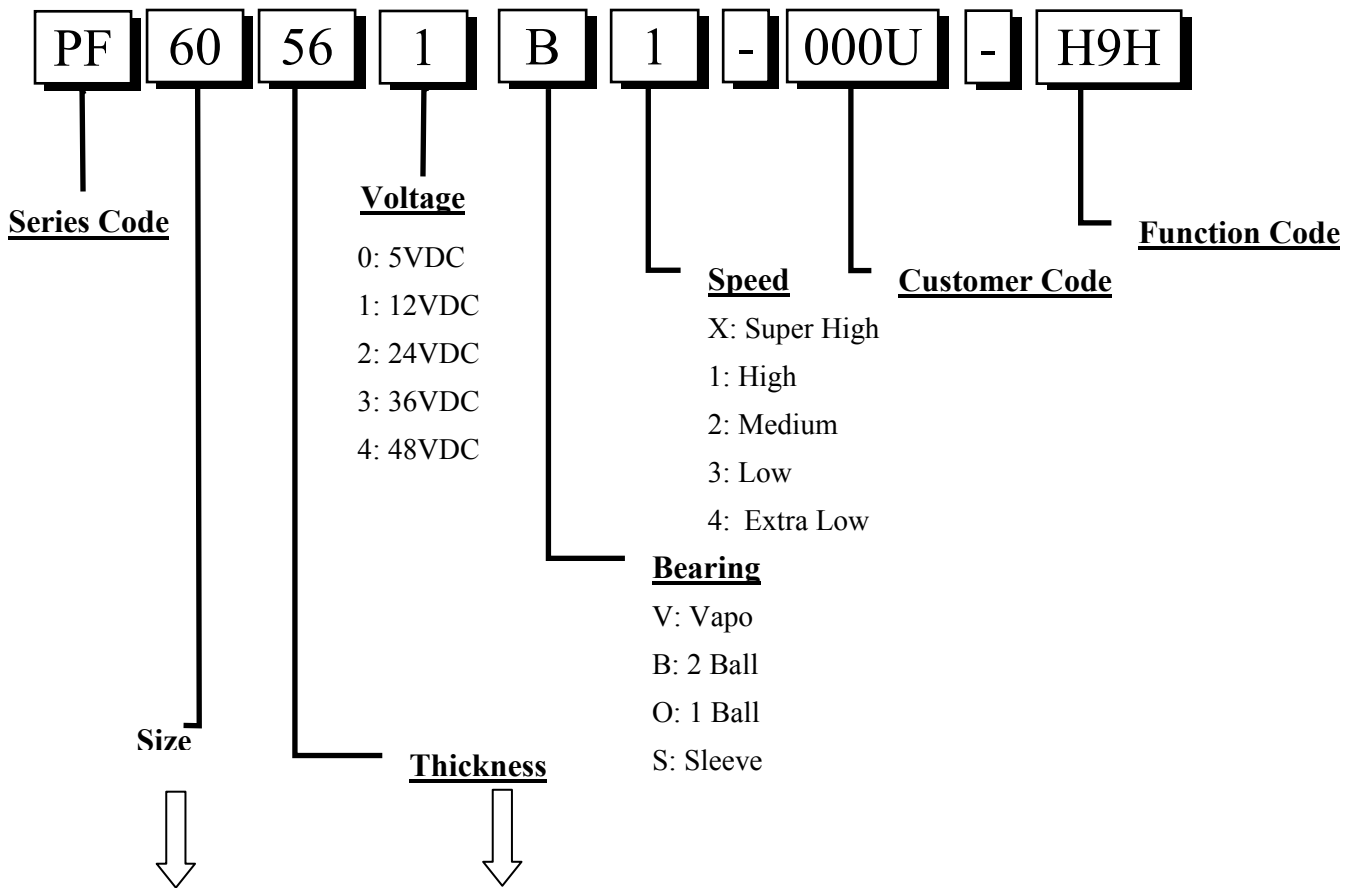 PF 60 56 1 B 1 - 000U - H9H
Series Code
Voltage
0: 5VDC
1: 12VDC
2: 24VDC
3: 36VDC
4: 48VDC
Function Code
Customer Code
Speed
X: Super High
1: High
2: Medium
3: Low
4: Extra Low
Bearing
V: Vapo
B: 2 Ball
O: 1 Ball
S: Sleeve
Size
Thickness